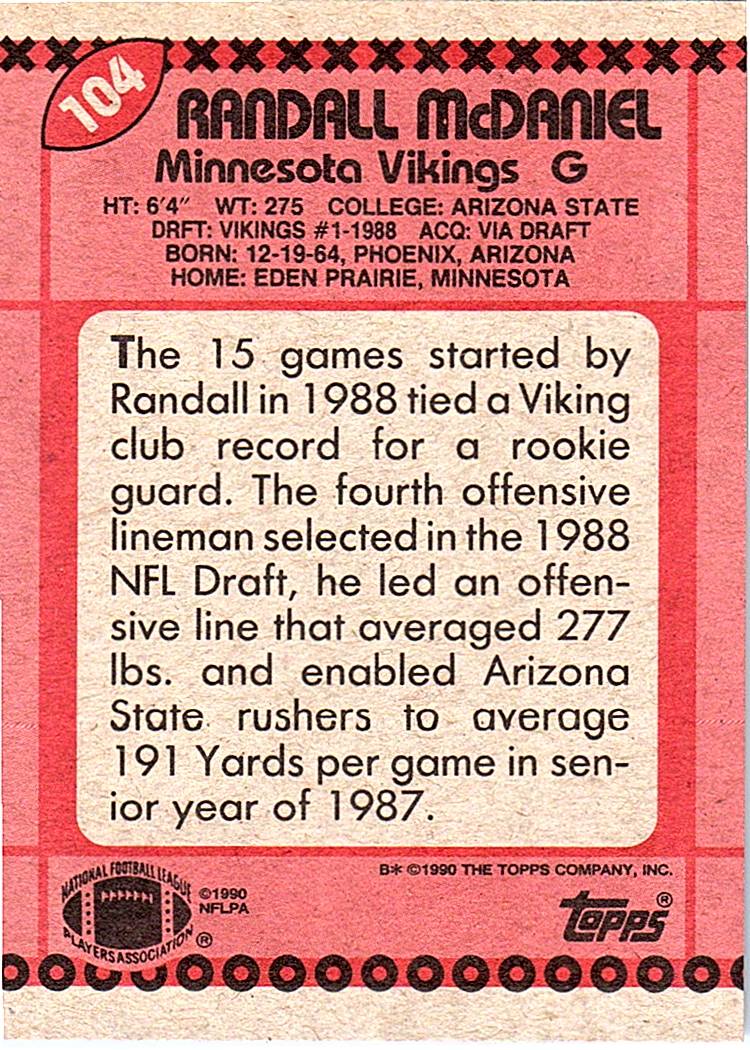 104
RANDALL McDANIEL
Minnesota Vikings G
HT: 6'4" WT: 275 COLLEGE: ARIZONA STATE
DRFT: VIKINGS #1-1988 ACQ: VIA DRAFT
BORN: 12-19-64, PHOENIX, ARIZONA
HOME: EDEN PRAIRIE, MINNESOTA
The 15 games started by
Randall in 1988 tied a Viking
club record for a rookie
guard. The fourth offensive
lineman selected in the 1988
NFL Draft, he led an offen-
sive line that averaged 277
lbs. and enabled Arizona
State rushers to average
191 Yards per game in sen-
ior year of 1987.
B* ©1990 THE TOPPS COMPANY, INC.
NATIONAL FOOTBALL LEAGUE
PLAYERS ASSOCIATION ®
©1990
NFLPA
topps ®